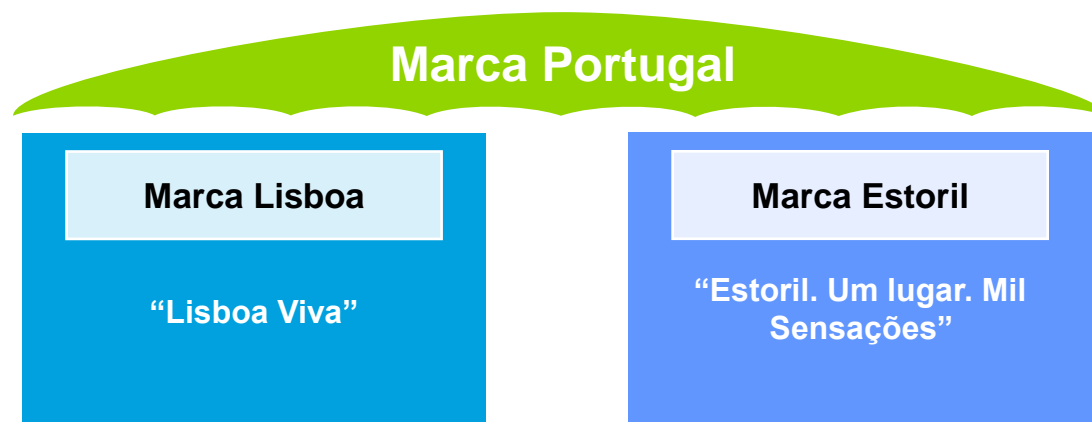 Marca Portugal
Marca Lisboa
“Lisboa Viva”
Marca Estoril
“Estoril. Um lugar. Mil
Sensações”